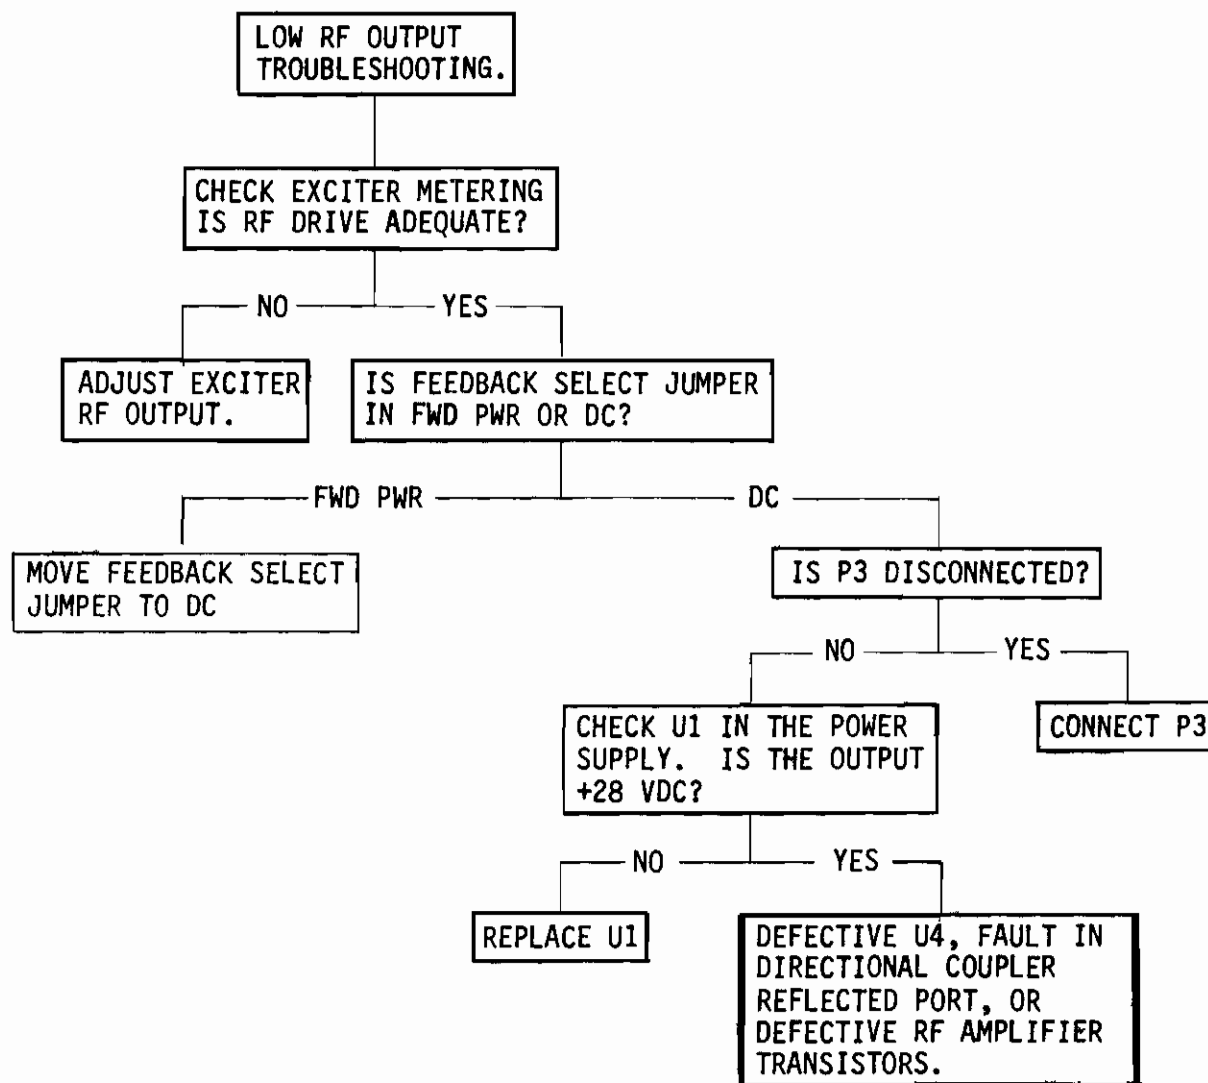 LOW RF OUTPUT
TROUBLESHOOTING.
CHECK EXCITER METERING
IS RF DRIVE ADEQUATE?
NO
YES
ADJUST EXCITER
RF OUTPUT.
IS FEEDBACK SELECT JUMPER
IN FWD PWR OR DC?
FWD PWR
DC
MOVE FEEDBACK SELECT
JUMPER TO DC
IS P3 DISCONNECTED?
NO
YES
CHECK U1 IN THE POWER
SUPPLY. IS THE OUTPUT
+28 VDC?
CONNECT P3
NO
YES
REPLACE U1
DEFECTIVE U4, FAULT IN
DIRECTIONAL COUPLER
REFLECTED PORT, OR
DEFECTIVE RF AMPLIFIER
TRANSISTORS.